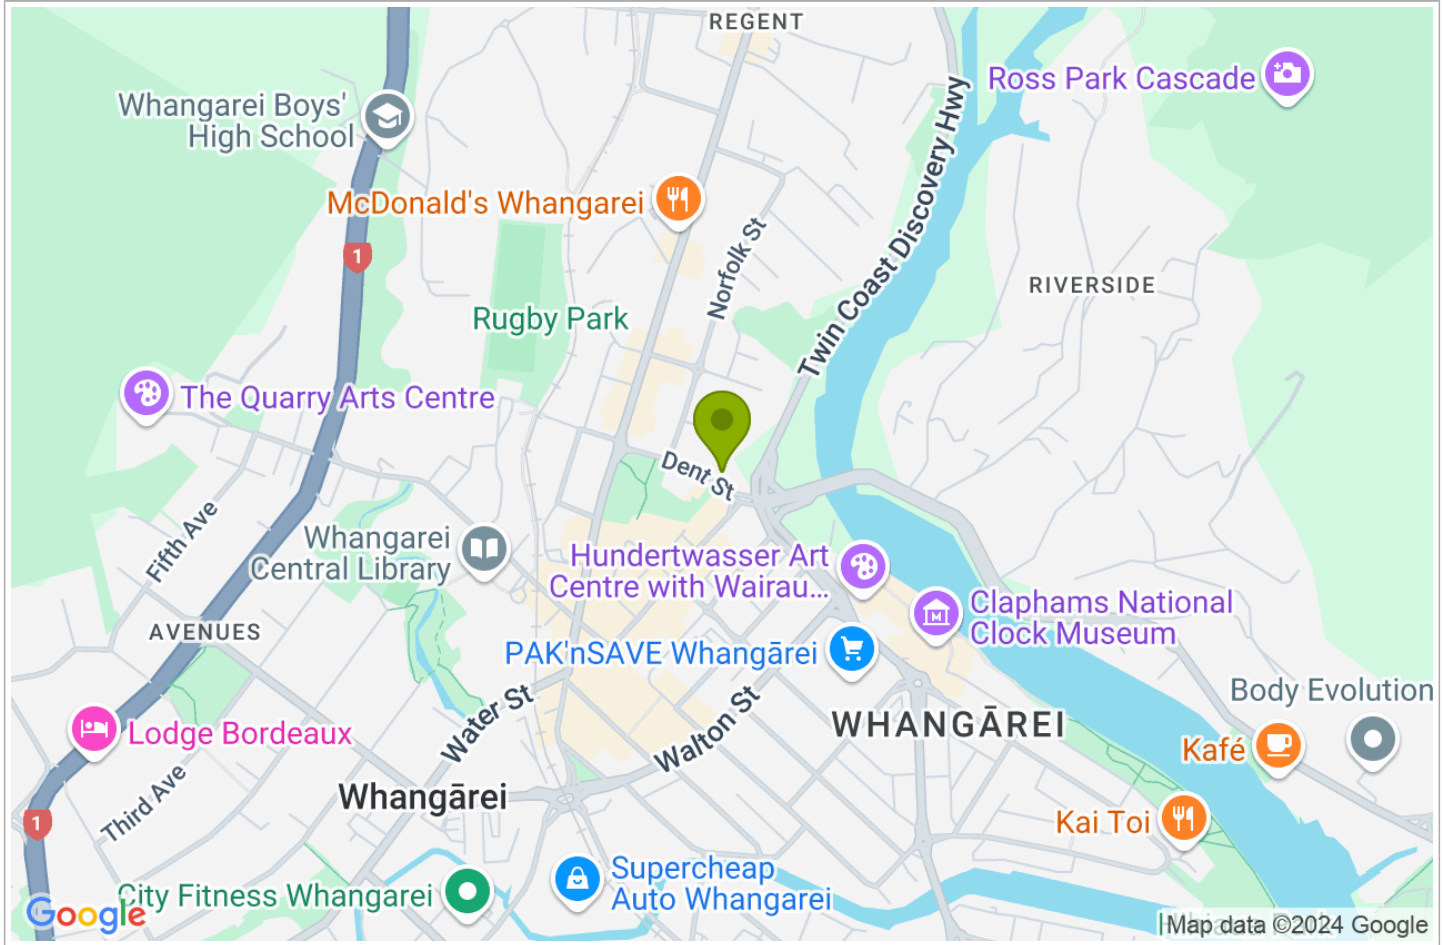 REGENT
Ross Park Cascade
Whangarei Boys'
High School
Twin Coast Discovery Hwy
McDonald's Whangarei
Norfolk St
1
RIVERSIDE
Rugby Park
The Quarry Arts Centre
Dent St
Fifth Ave
Whangarei
Central Library
Hundertwasser Art
Centre with Wairau...
Claphams National
Clock Museum
AVENUES
PAK'nSAVE Whangārei
Body Evolution
Water St
Walton St
WHANGĀREI
Lodge Bordeaux
Kafé
Third Ave
Whangārei
1
Kai Toi
Supercheap
Auto Whangarei
City Fitness Whangarei
Google
Map data ©2024 Google